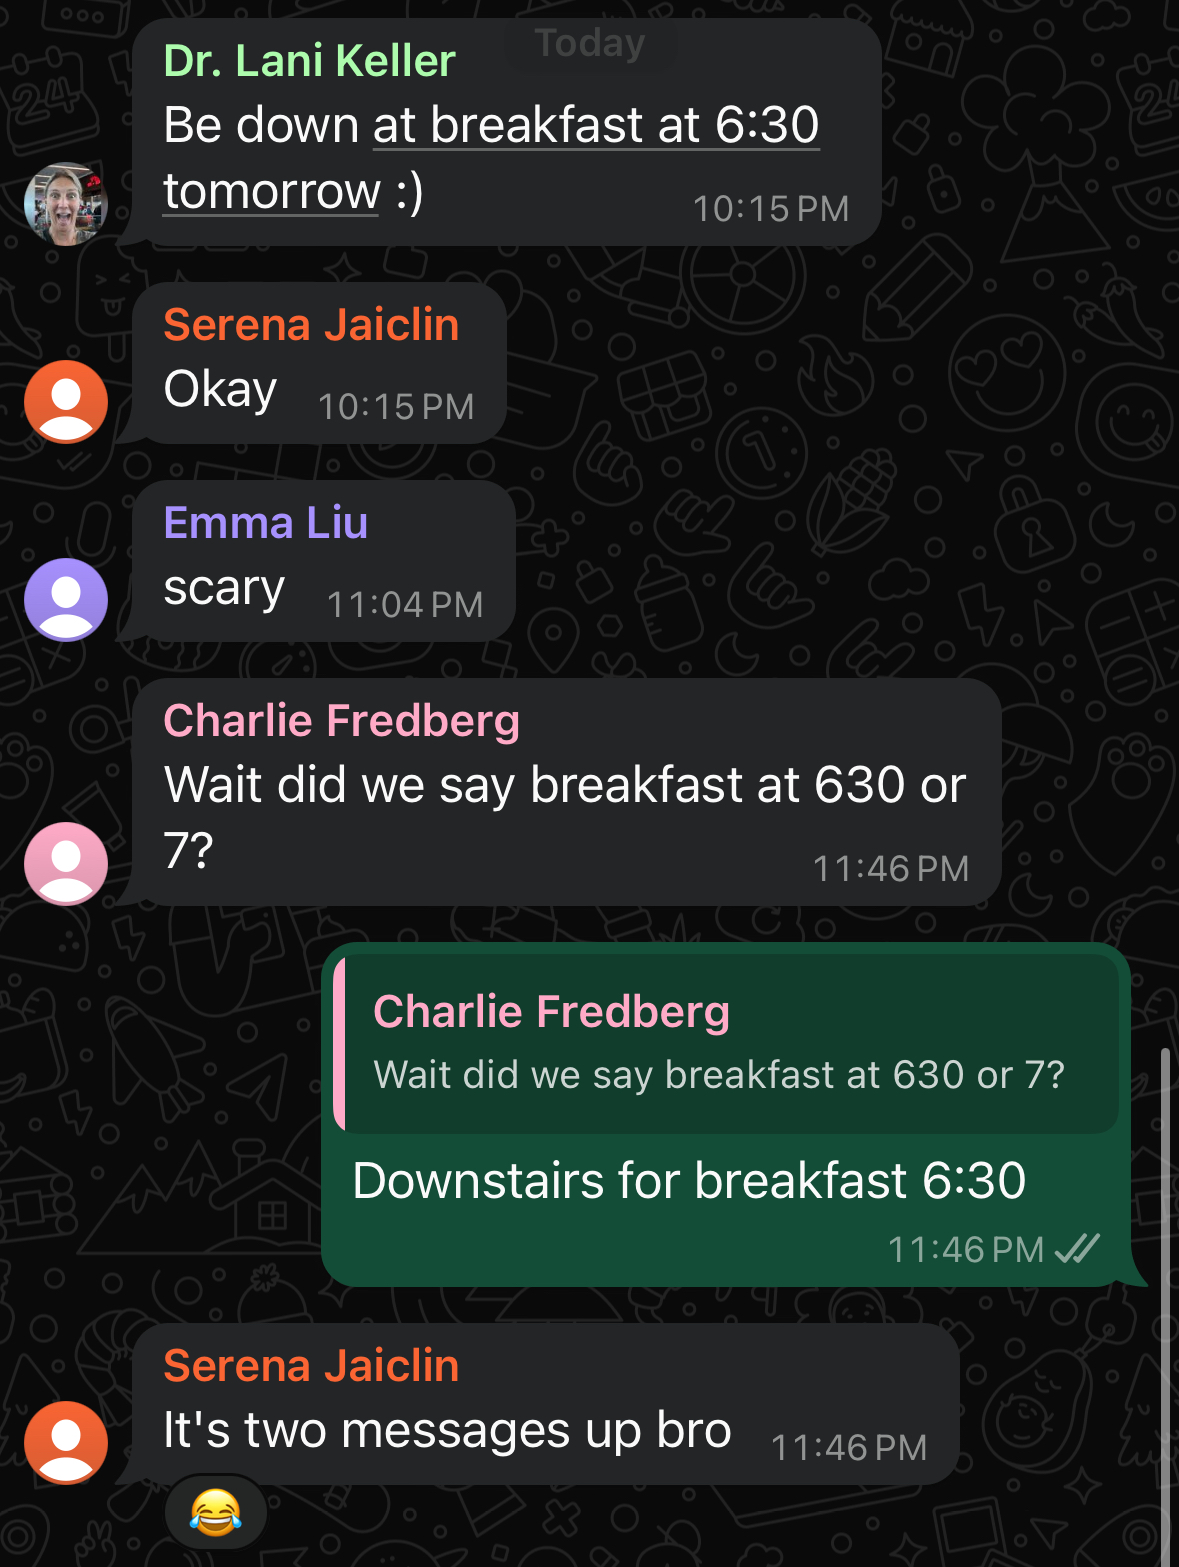 Today
Dr. Lani Keller
Be down at breakfast at 6:30
tomorrow :)
10:15 PM
Serena Jaiclin
Okay
10:15 PM
Emma Liu
scary
11:04 PM
Charlie Fredberg
Wait did we say breakfast at 630 or
7?
11:46 PM
Charlie Fredberg
Wait did we say breakfast at 630 or 7?
Downstairs for breakfast 6:30
11:46 PM
Serena Jaiclin
It's two messages up bro
11:46 PM
😂